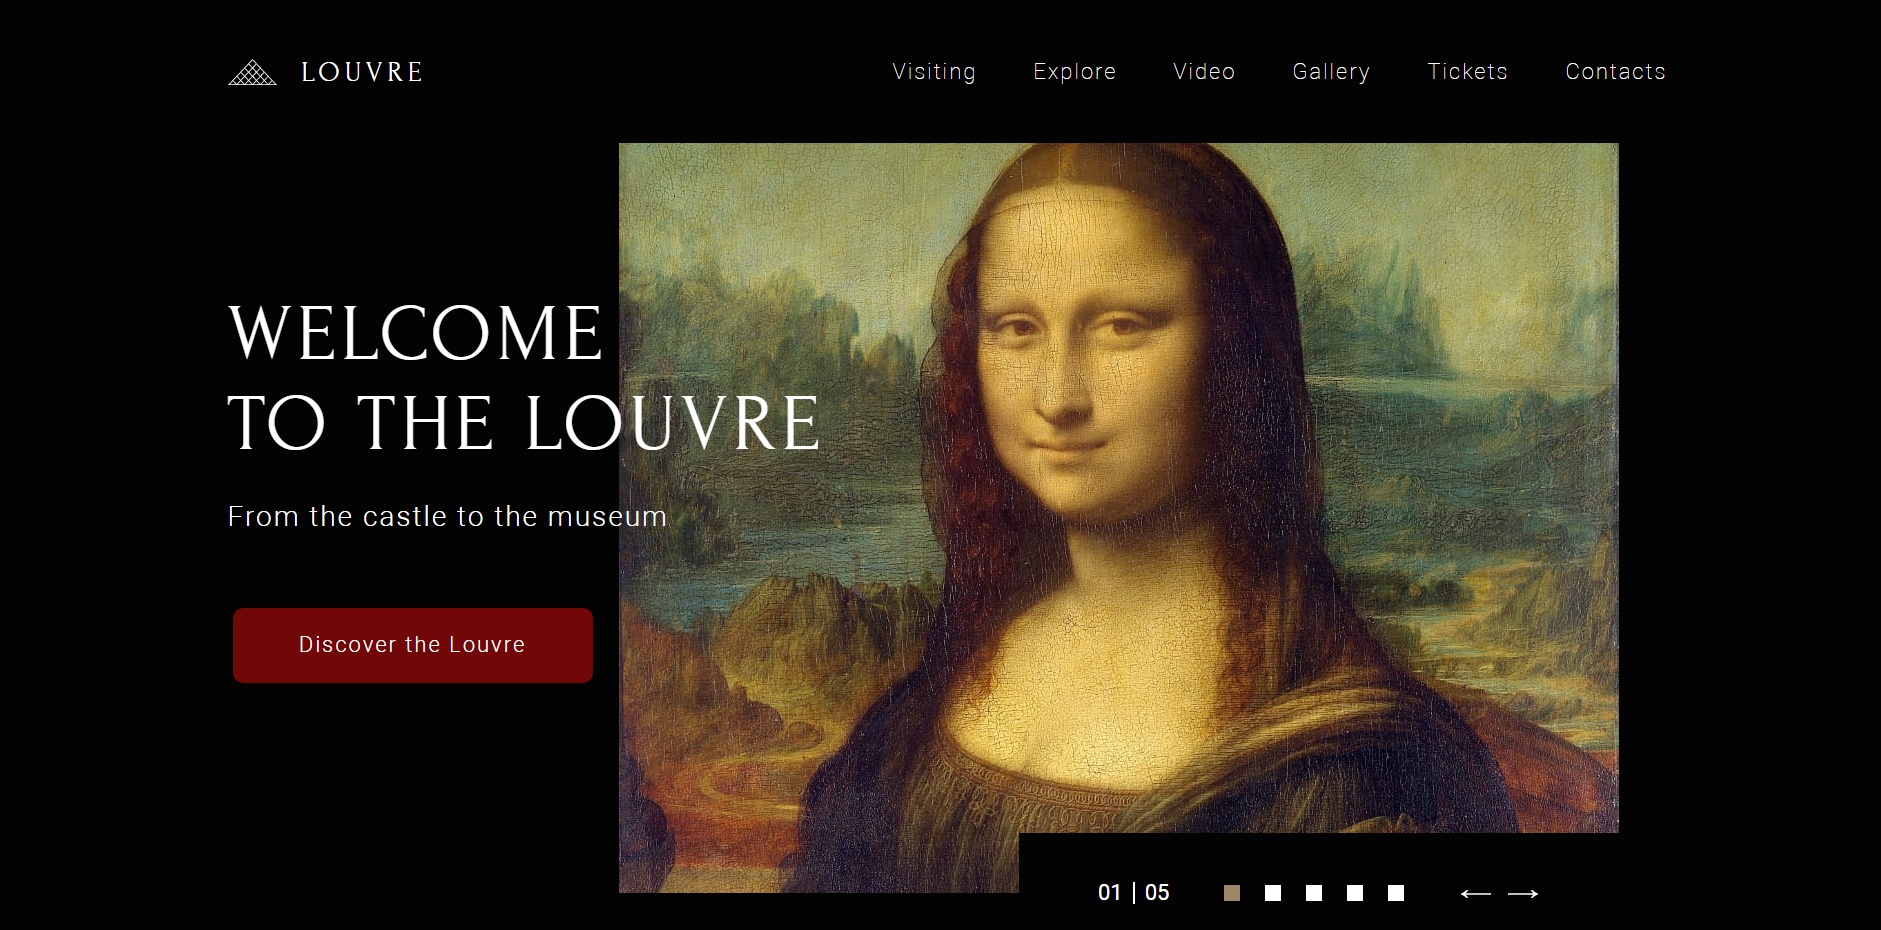 LOUVRE
Visiting Explore Video Gallery Tickets Contacts
WELCOME
TO THE LOUVRE
From the castle to the museum
Discover the Louvre
01 | 05